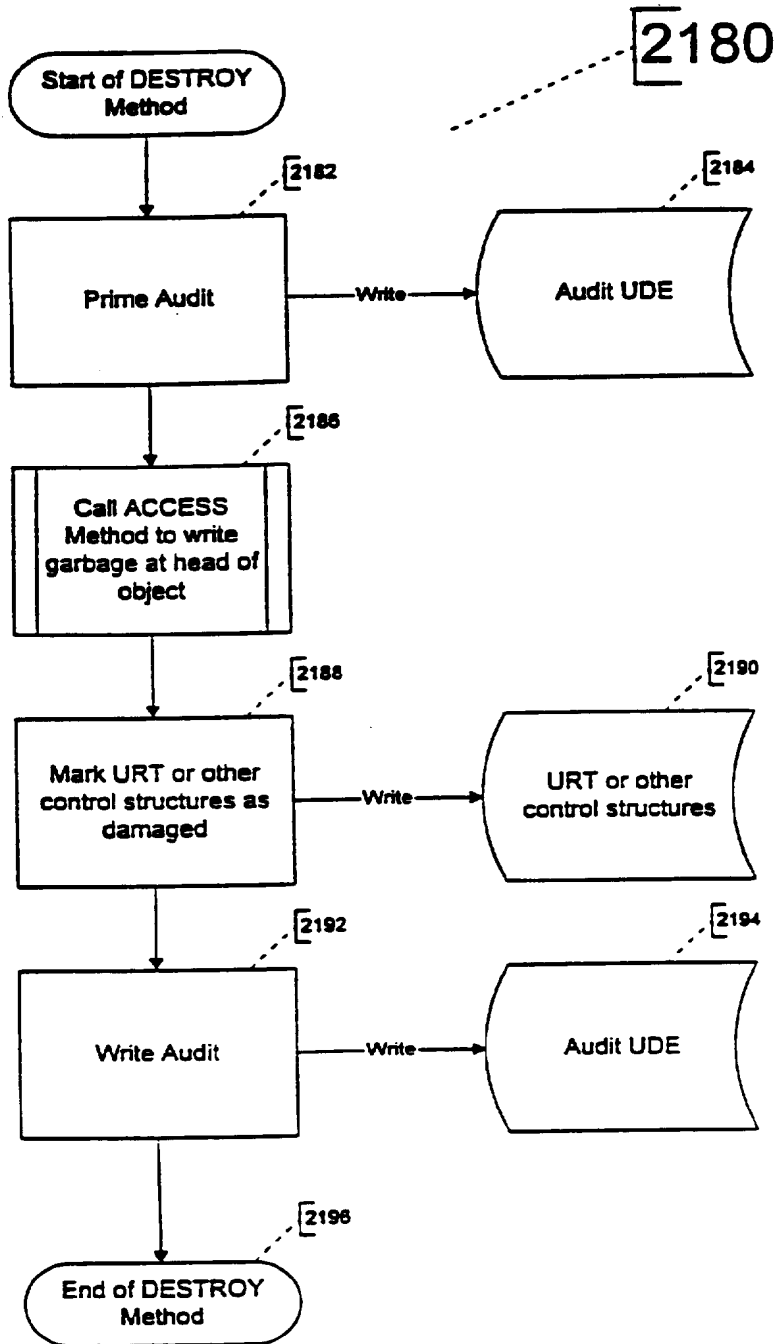 2180
Start of DESTROY
Method
2182
2184
Prime Audit
Write
Audit UDE
2186
Call ACCESS
Method to write
garbage at head of
object
2188
2190
Mark URT or other
control structures as
damaged
Write
URT or other
control structures
2192
2194
Write Audit
Write
Audit UDE
2196
End of DESTROY
Method